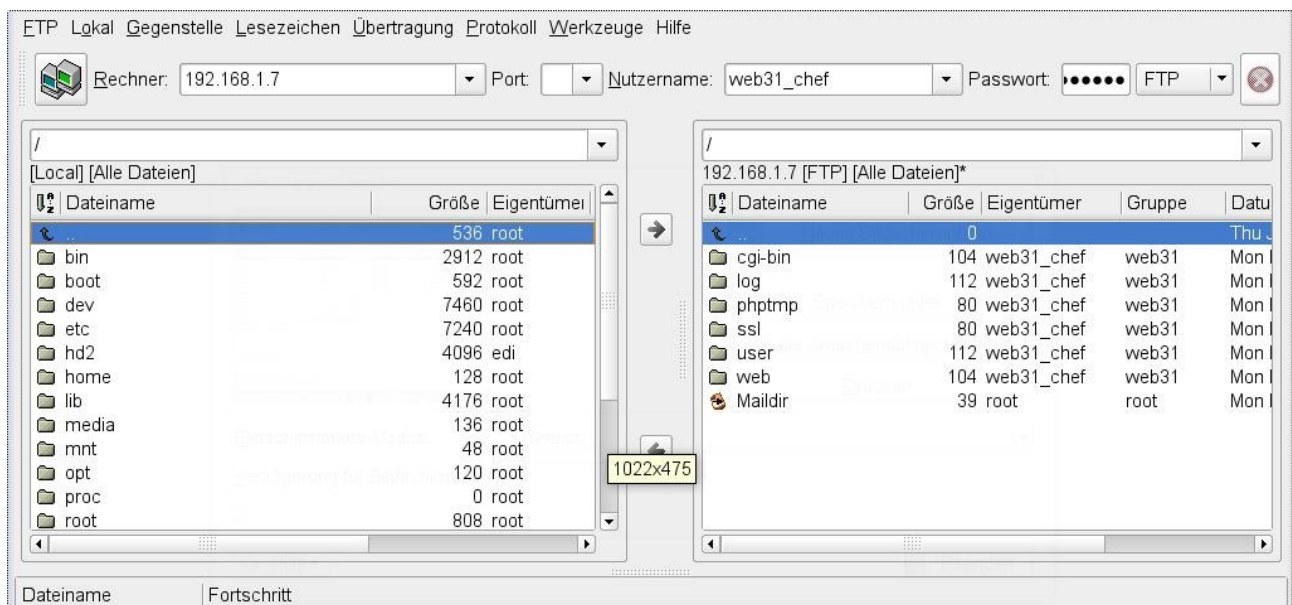 FTP Lokal Gegenstelle Lesezeichen Übertragung Protokoll Werkzeuge Hilfe
Rechner: 192.168.1.7 Port: Nutzername: web31_chef Passwort: •••••• FTP
/
[Local] [Alle Dateien]
Dateiname Größe Eigentümer
.. 536 root
bin 2912 root
boot 592 root
dev 7460 root
etc 7240 root
hd2 4096 edi
home 128 root
lib 4176 root
media 136 root
mnt 48 root
opt 120 root
proc 0 root
root 808 root
/
192.168.1.7 [FTP] [Alle Dateien]*
Dateiname Größe Eigentümer Gruppe Datu
.. 0 Thu
cgi-bin 104 web31_chef web31 Mon
log 112 web31_chef web31 Mon
phptmp 80 web31_chef web31 Mon
ssl 80 web31_chef web31 Mon
user 112 web31_chef web31 Mon
web 104 web31_chef web31 Mon
Maildir 39 root root Mon
1022x475
Dateiname Fortschritt